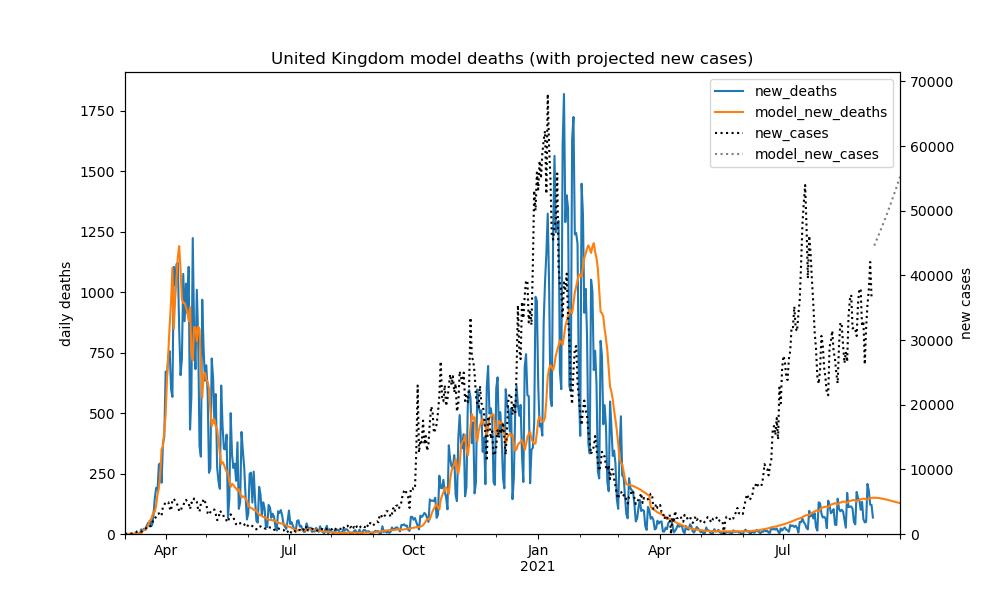 United Kingdom model deaths (with projected new cases)
new_deaths
model_new_deaths
new_cases
model_new_cases
daily deaths
1750
1500
1250
1000
750
500
250
0
70000
60000
50000
40000
30000
20000
10000
0
new cases
Apr
Jul
Oct
Jan
2021
Apr
Jul